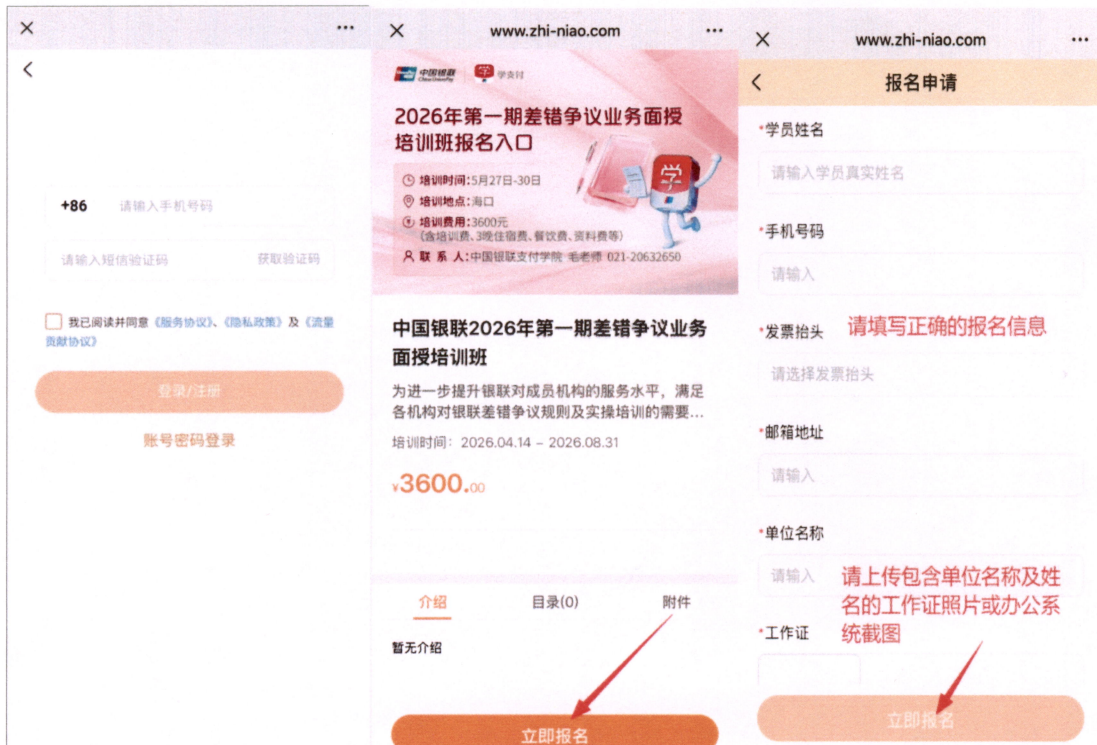 +86
请输入手机号码
请输入短信验证码
获取验证码
我已阅读并同意《服务协议》、《隐私政策》及《流量
贡献协议》
登录/注册
账号密码登录
www.zhi-niao.com
中国银联
China UnionPay
学
学支付
2026年第一期差错争议业务面授
培训班报名入口
培训时间:5月27日-30日
培训地点:海口
培训费用:3600元
(含培训费、3晚住宿费、餐饮费、资料费等)
联 系 人:中国银联支付学院 毛老师 021-20632650
学
中国银联2026年第一期差错争议业务
面授培训班
为进一步提升银联对成员机构的服务水平，满足
各机构对银联差错争议规则及实操培训的需要...
培训时间：2026.04.14 – 2026.08.31
¥3600.00
介绍
目录(0)
附件
暂无介绍
立即报名
www.zhi-niao.com
报名申请
*学员姓名
请输入学员真实姓名
*手机号码
请输入
*发票抬头
请填写正确的报名信息
请选择发票抬头
*邮箱地址
请输入
*单位名称
请输入
请上传包含单位名称及姓
名的工作证照片或办公系
统截图
*工作证
立即报名